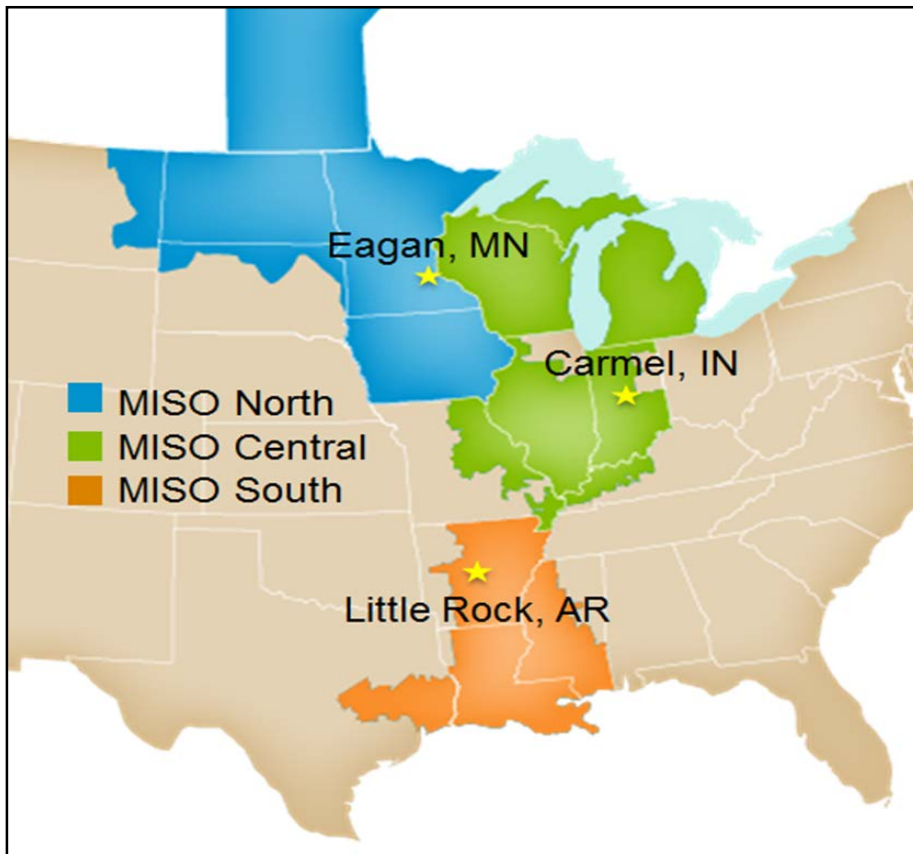 Eagan, MN
Carmel, IN
MISO North
MISO Central
MISO South
Little Rock, AR